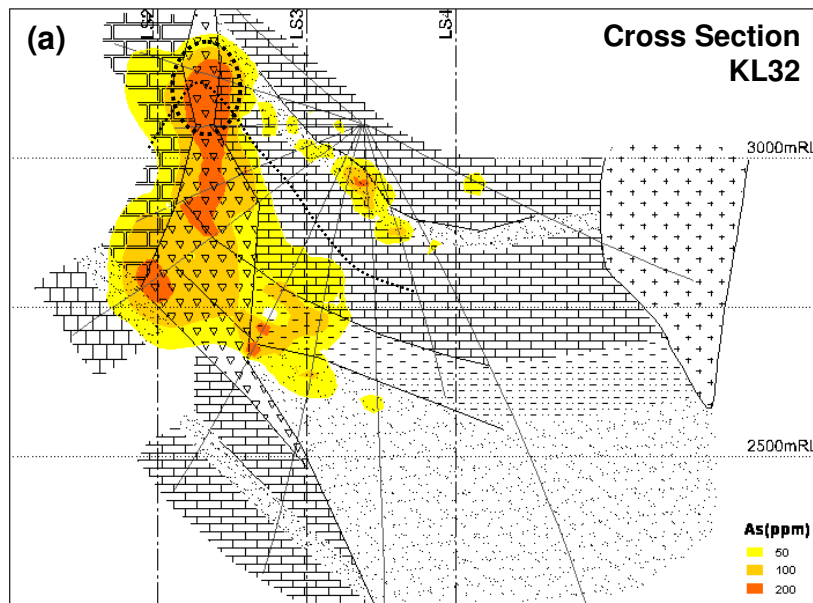 (a)
LS2
LS3
LS4
Cross Section
KL32
3000mRL
2500mRL
As(ppm)
50
100
200